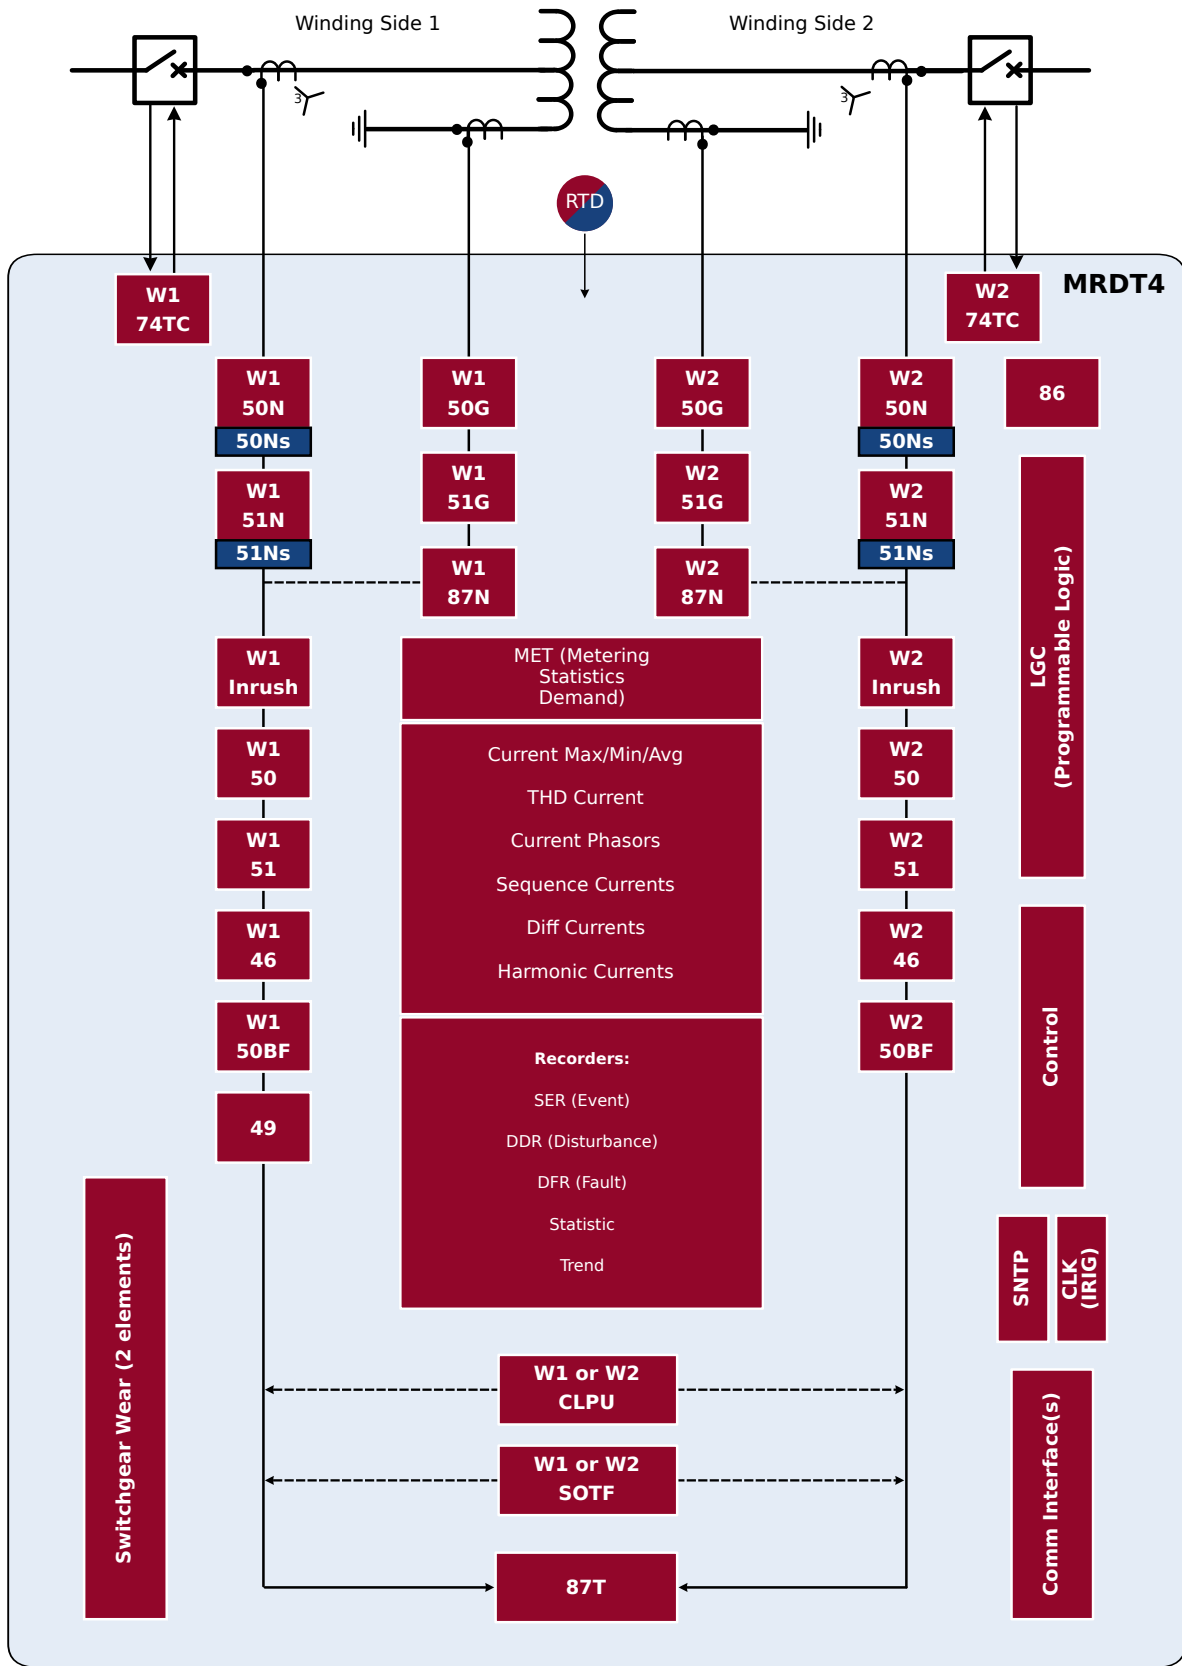 Winding Side 1
Winding Side 2
3
3
RTD
MRDT4
W1
74TC
W2
74TC
W1
50N
50Ns
W1
50G
W2
50G
W2
50N
50Ns
86
W1
51N
51Ns
W1
51G
W2
51G
W2
51N
51Ns
W1
87N
W2
87N
LGC
(Programmable Logic)
W1
Inrush
MET (Metering
Statistics
Demand)
W2
Inrush
W1
50
Current Max/Min/Avg
THD Current
Current Phasors
Sequence Currents
Diff Currents
Harmonic Currents
W2
50
W1
51
W2
51
W1
46
W2
46
W1
50BF
W2
50BF
Control
49
Recorders:
SER (Event)
DDR (Disturbance)
DFR (Fault)
Statistic
Trend
SNTP
CLK
(IRIG)
Switchgear Wear (2 elements)
W1 or W2
CLPU
W1 or W2
SOTF
Comm Interface(s)
87T